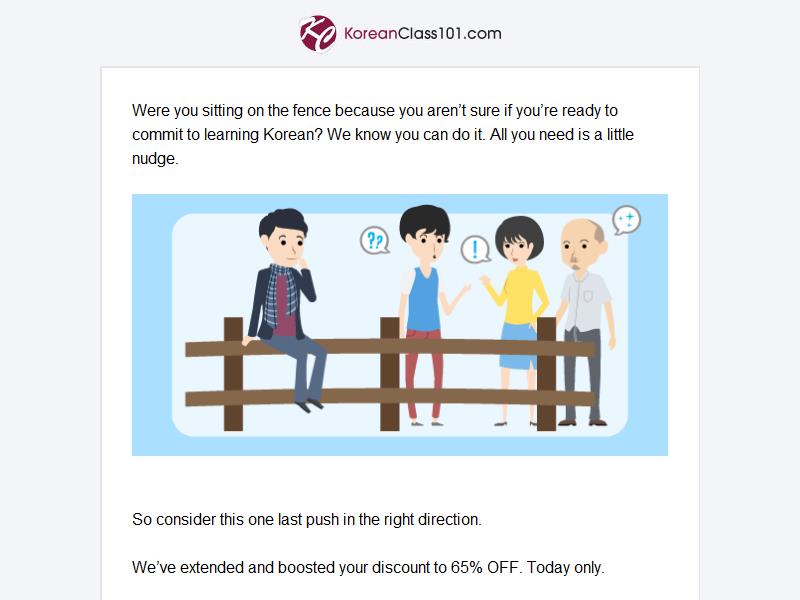 KC KoreanClass101.com
Were you sitting on the fence because you aren't sure if you're ready to
commit to learning Korean? We know you can do it. All you need is a little
nudge.
??
!
So consider this one last push in the right direction.
We've extended and boosted your discount to 65% OFF. Today only.